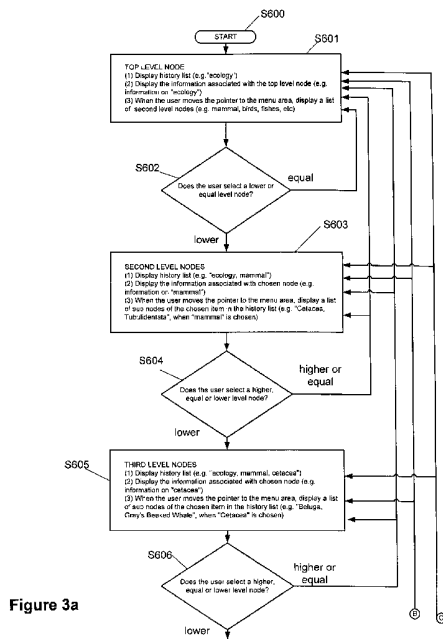 S600
START
S601
TOP LEVEL NODE
(1) Display history list (e.g."ecology")
(2) Display the information associated with the top level node (e.g.
information on "ecology")
(3) When the user moves the pointer to the menu area, display a list
of second level nodes (e.g. mammal, birds, fishes, etc)
S602
Does the user select a lower or
equal level node?
equal
lower
S603
SECOND LEVEL NODES
(1) Display history list (e.g. "ecology, mammal")
(2) Display the information associated with chosen node (e.g.
information on "mammal")
(3) When the user moves the pointer to the menu area, display a list
of sub nodes of the chosen item in the history list (e.g. "Cetacea,
Tubulidentata", when "mammal" is chosen)
S604
Does the user select a higher,
equal or lower level node?
higher or
equal
lower
S605
THIRD LEVEL NODES
(1) Display history list (e.g. "ecology, mammal, cetacea")
(2) Display the information associated with chosen node (e.g.
information on "cetacea")
(3) When the user moves the pointer to the menu area, display a list
of sub nodes of the chosen item in the history list (e.g. "Beluga,
Gray's Beaked Whale", when "Cetacea" is chosen)
S606
Does the user select a higher,
equal or lower level node?
higher or
equal
lower
Figure 3a
B
C